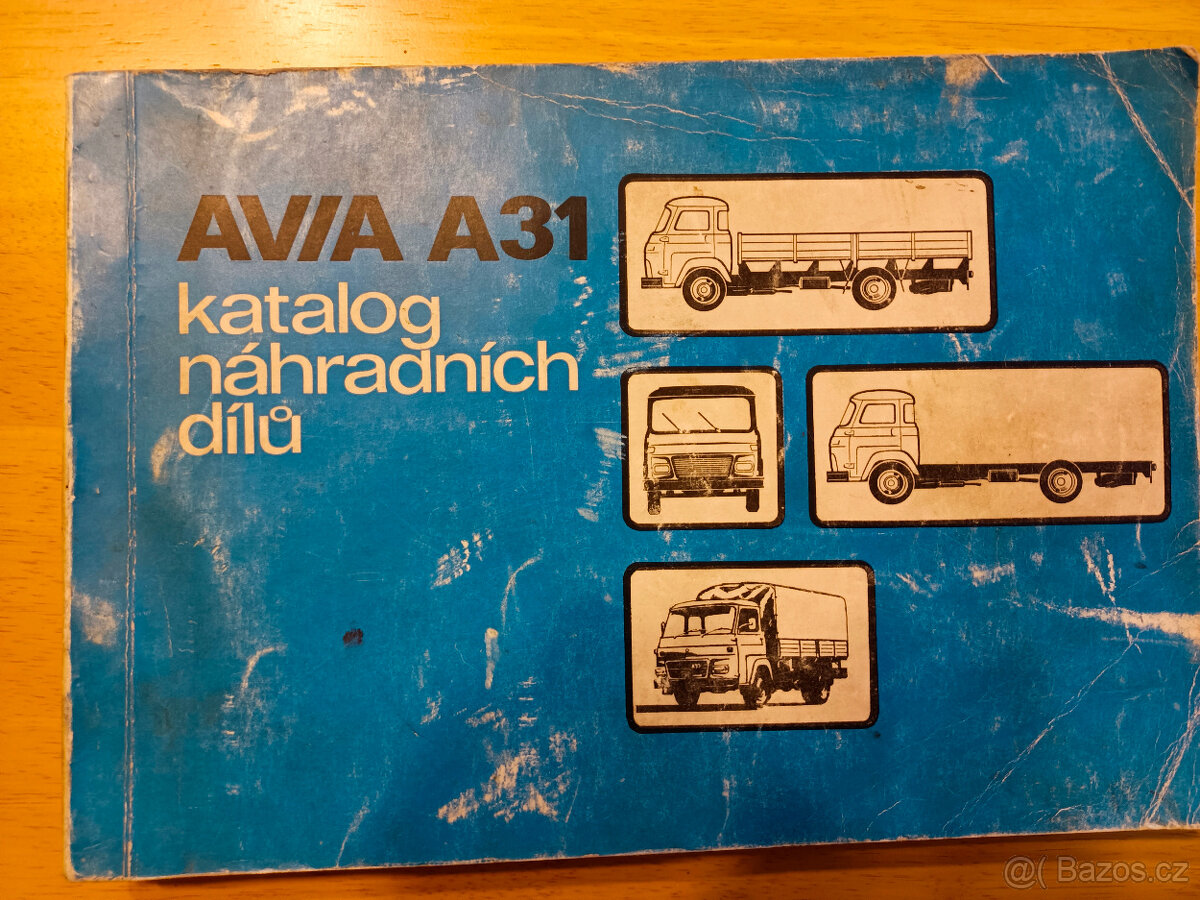 AVIA A31
katalog
náhradních
dílů
@( Bazos.cz